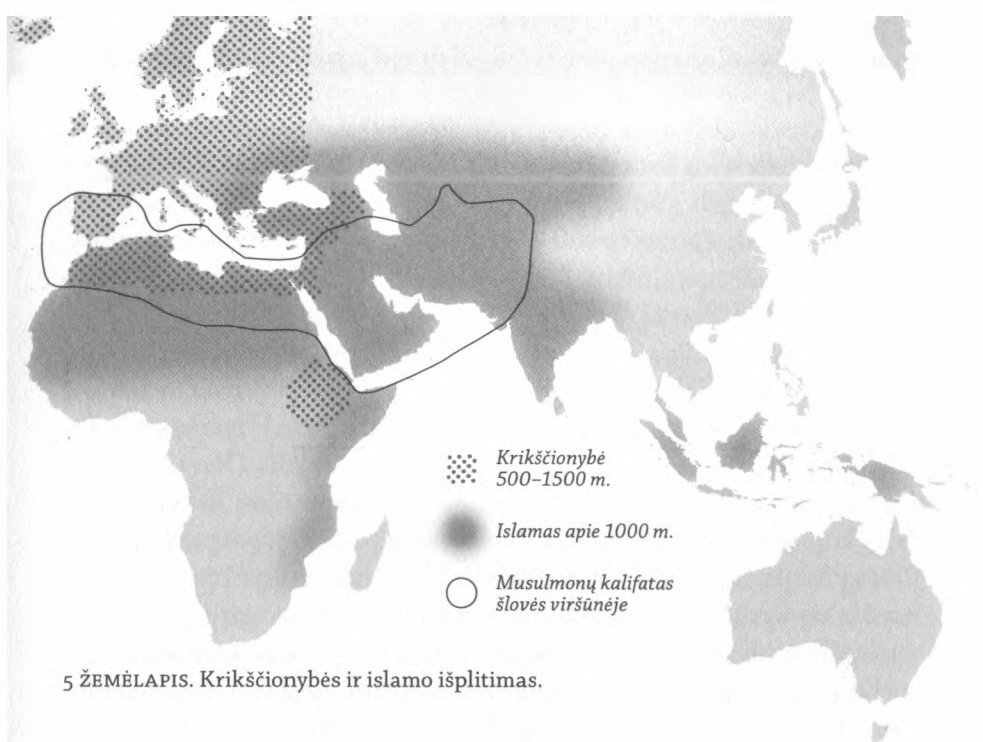 Krikščionybė
500–1500 m.
Islamas apie 1000 m.
Musulmonų kalifatas
šlovės viršūnėje
5 ŽEMĖLAPIS. Krikščionybės ir islamo išplitimas.